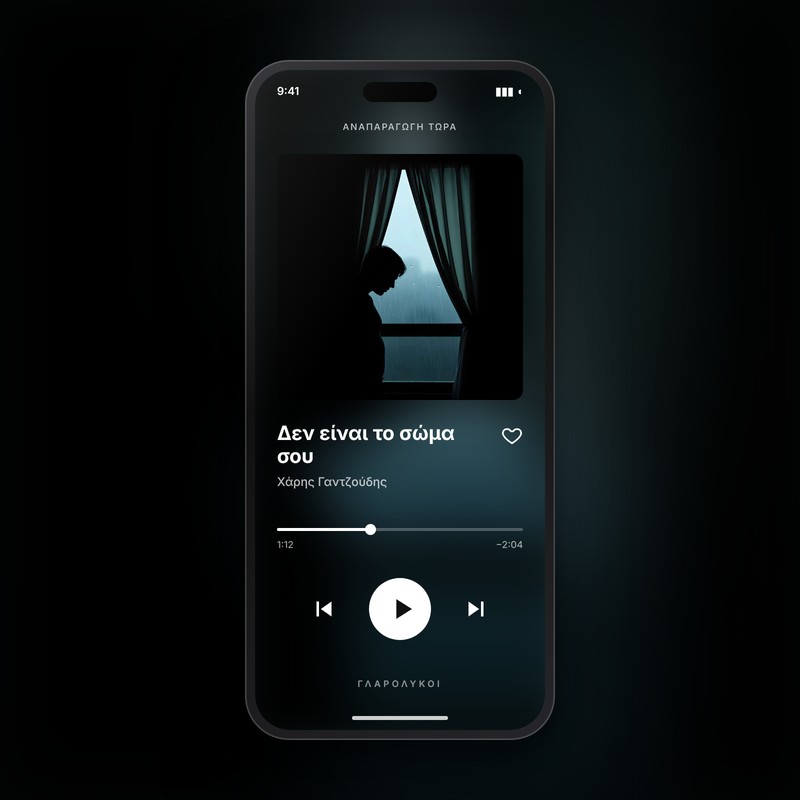 9:41
ΑΝΑΠΑΡΑΓΩΓΗ ΤΩΡΑ
Δεν είναι το σώμα
σου
Χάρης Γαντζούδης
1:12
−2:04
ΓΛΑΡΟΛΥΚΟΙ